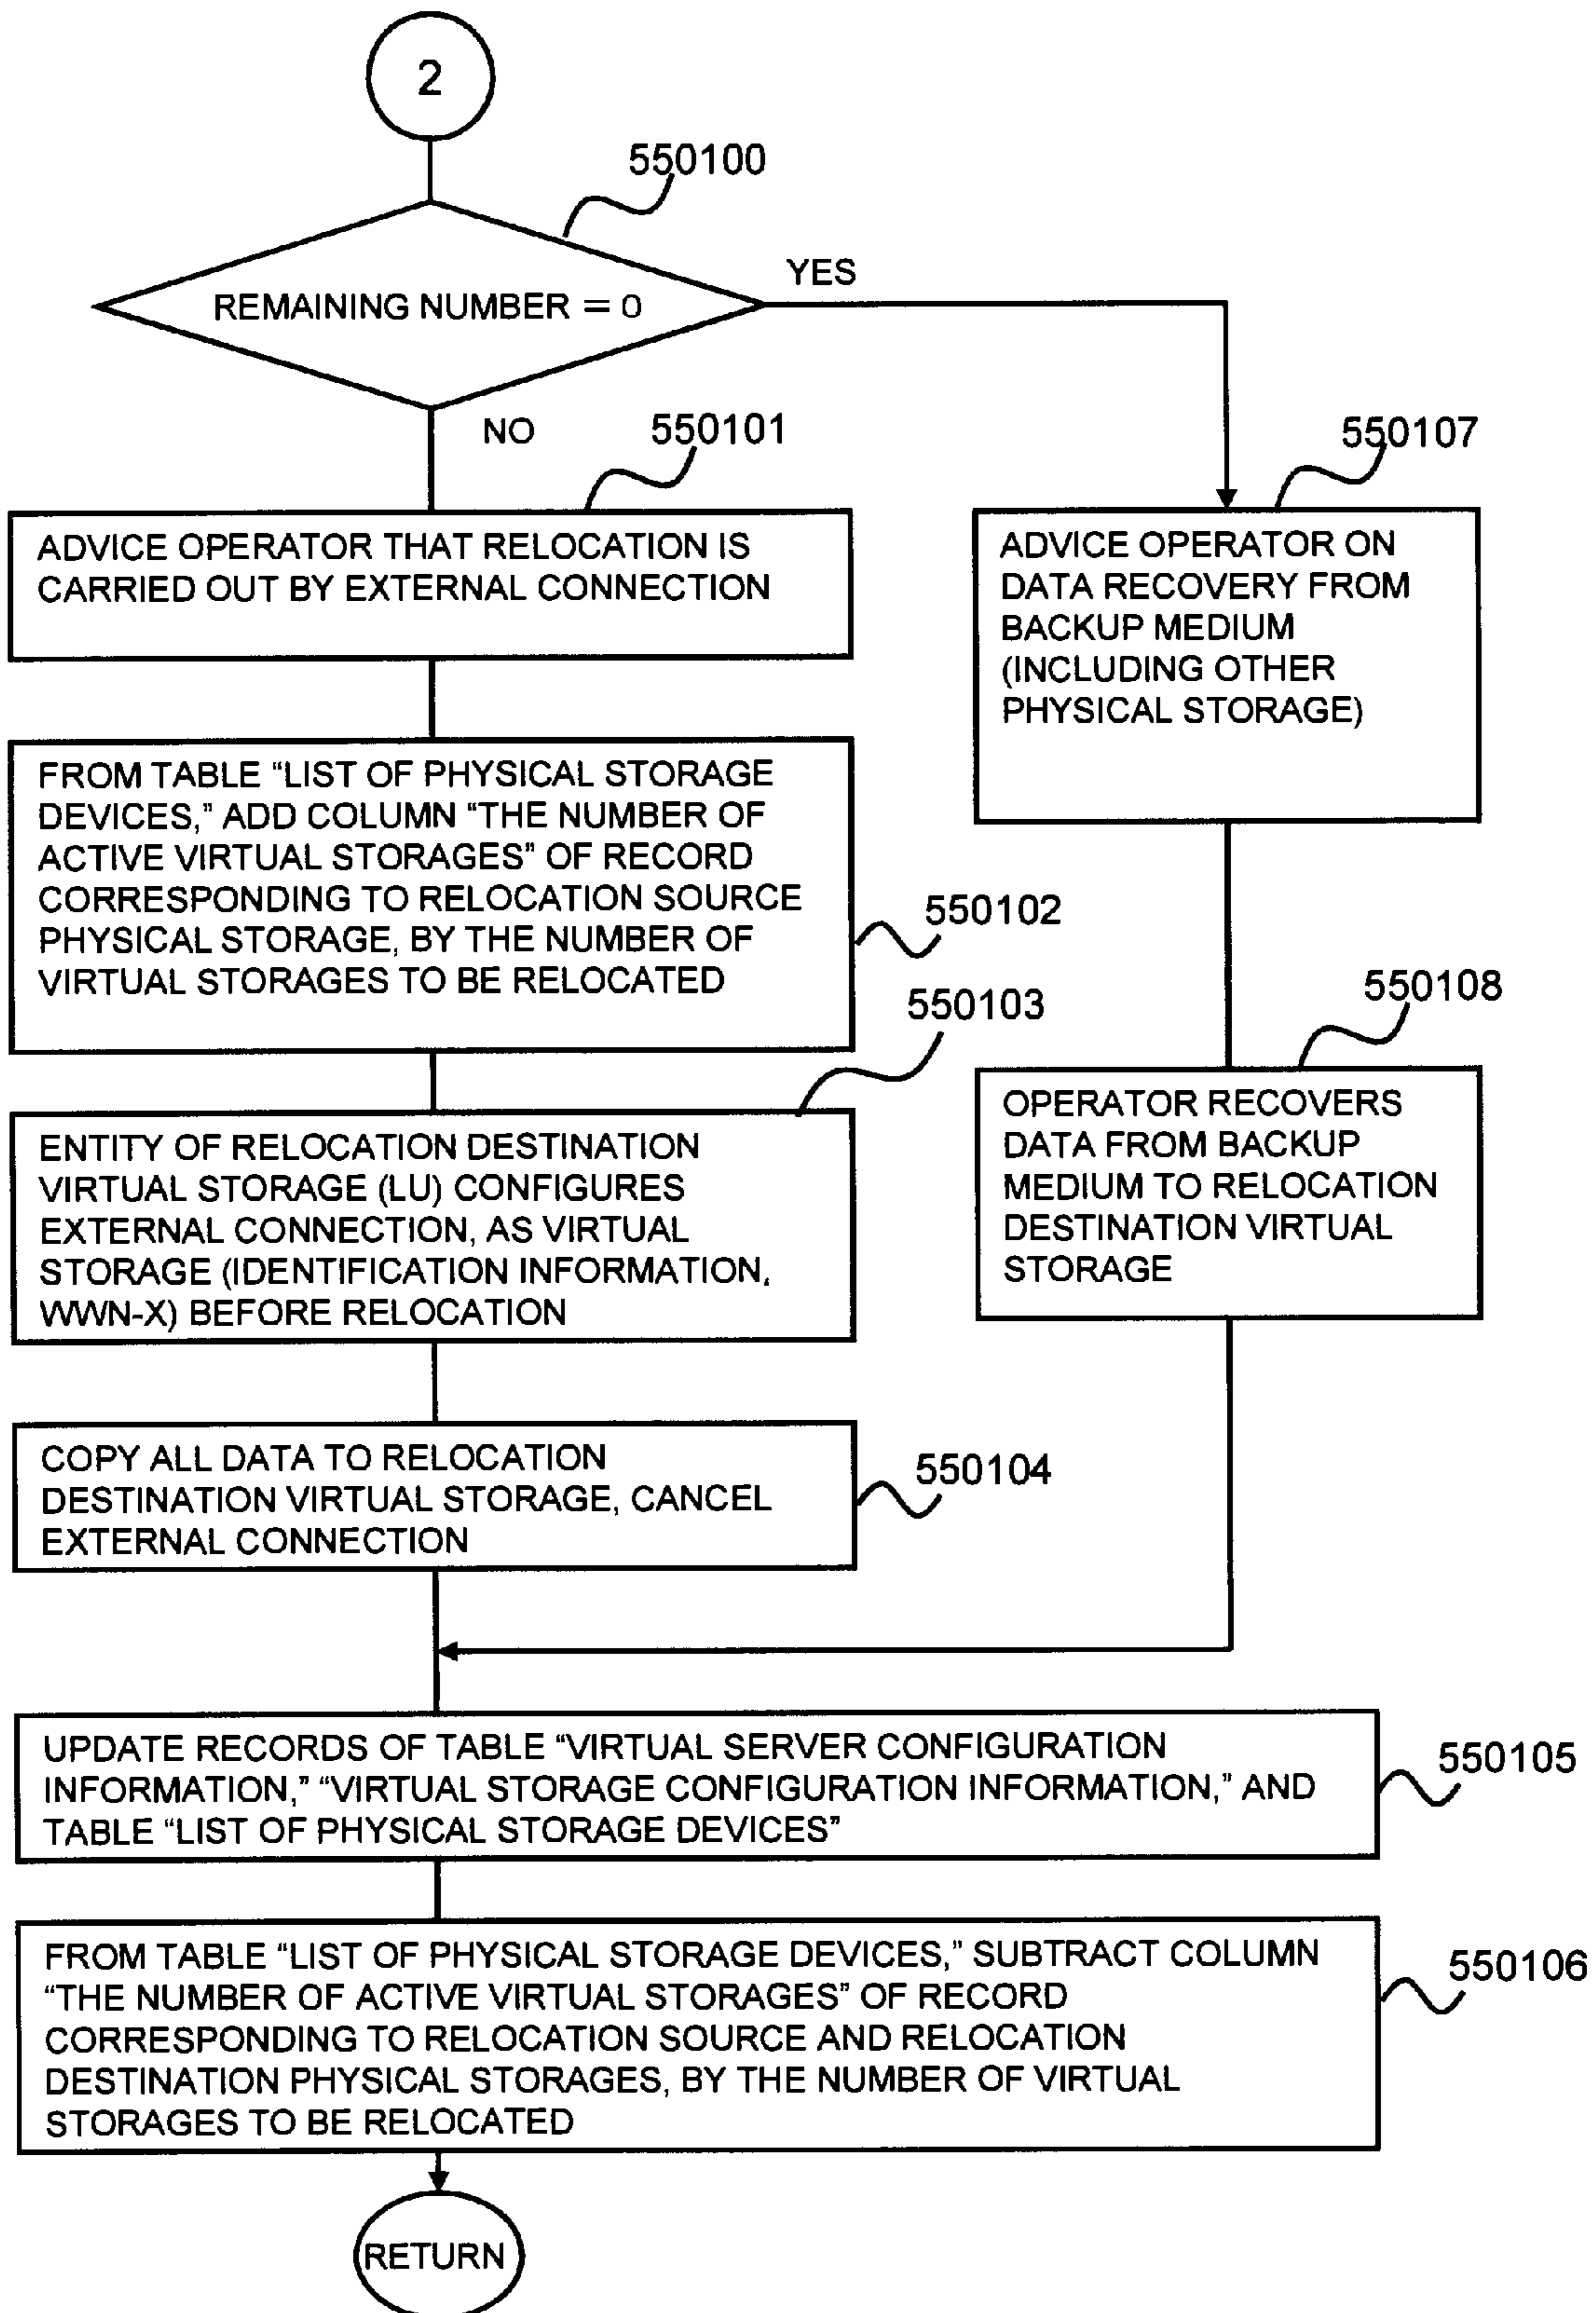 2
550100
YES
REMAINING NUMBER = 0
NO
550101
550107
ADVICE OPERATOR THAT RELOCATION IS
CARRIED OUT BY EXTERNAL CONNECTION
ADVICE OPERATOR ON
DATA RECOVERY FROM
BACKUP MEDIUM
(INCLUDING OTHER
PHYSICAL STORAGE)
FROM TABLE “LIST OF PHYSICAL STORAGE
DEVICES,” ADD COLUMN “THE NUMBER OF
ACTIVE VIRTUAL STORAGES” OF RECORD
CORRESPONDING TO RELOCATION SOURCE
PHYSICAL STORAGE, BY THE NUMBER OF
VIRTUAL STORAGES TO BE RELOCATED
550102
550103
550108
ENTITY OF RELOCATION DESTINATION
VIRTUAL STORAGE (LU) CONFIGURES
EXTERNAL CONNECTION, AS VIRTUAL
STORAGE (IDENTIFICATION INFORMATION,
WWN-X) BEFORE RELOCATION
OPERATOR RECOVERS
DATA FROM BACKUP
MEDIUM TO RELOCATION
DESTINATION VIRTUAL
STORAGE
COPY ALL DATA TO RELOCATION
DESTINATION VIRTUAL STORAGE, CANCEL
EXTERNAL CONNECTION
550104
UPDATE RECORDS OF TABLE “VIRTUAL SERVER CONFIGURATION
INFORMATION,” “VIRTUAL STORAGE CONFIGURATION INFORMATION,” AND
TABLE “LIST OF PHYSICAL STORAGE DEVICES”
550105
FROM TABLE “LIST OF PHYSICAL STORAGE DEVICES,” SUBTRACT COLUMN
“THE NUMBER OF ACTIVE VIRTUAL STORAGES” OF RECORD
CORRESPONDING TO RELOCATION SOURCE AND RELOCATION
DESTINATION PHYSICAL STORAGES, BY THE NUMBER OF VIRTUAL
STORAGES TO BE RELOCATED
550106
RETURN